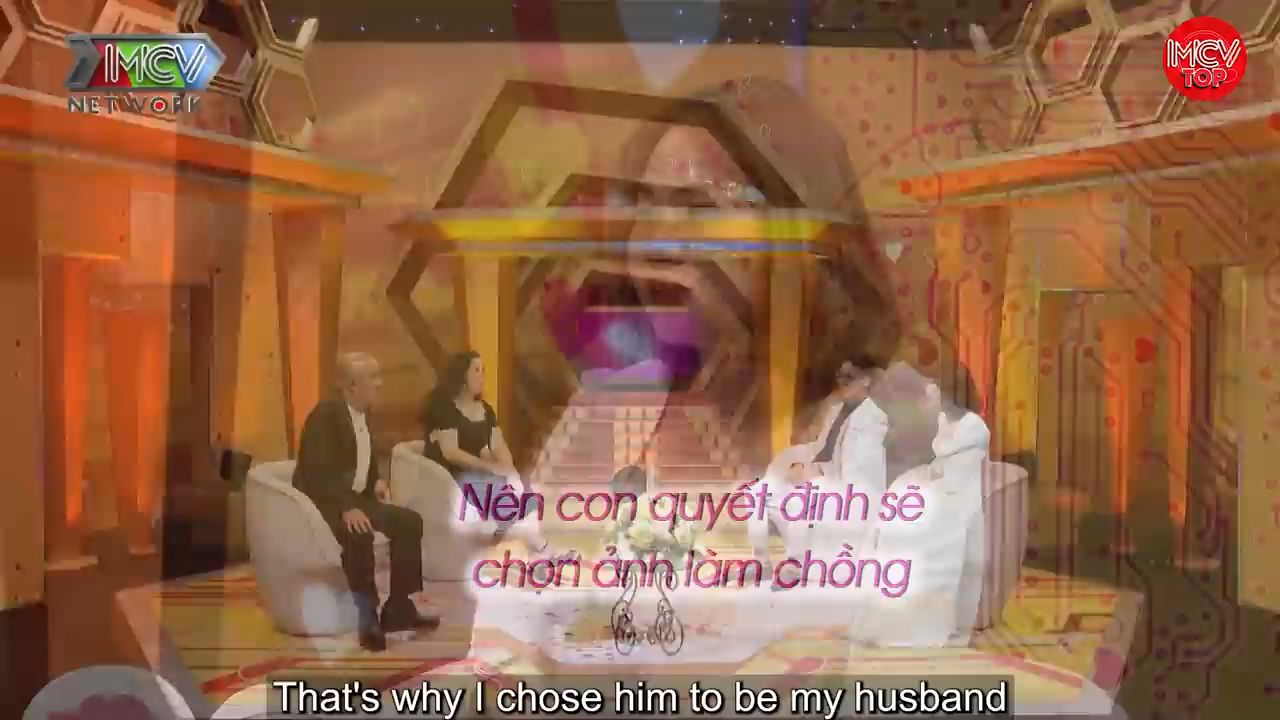 MCV
NETWORK
MCV
TOP
Nên con quyết định sẽ
chọn ảnh làm chồng
That's why I chose him to be my husband